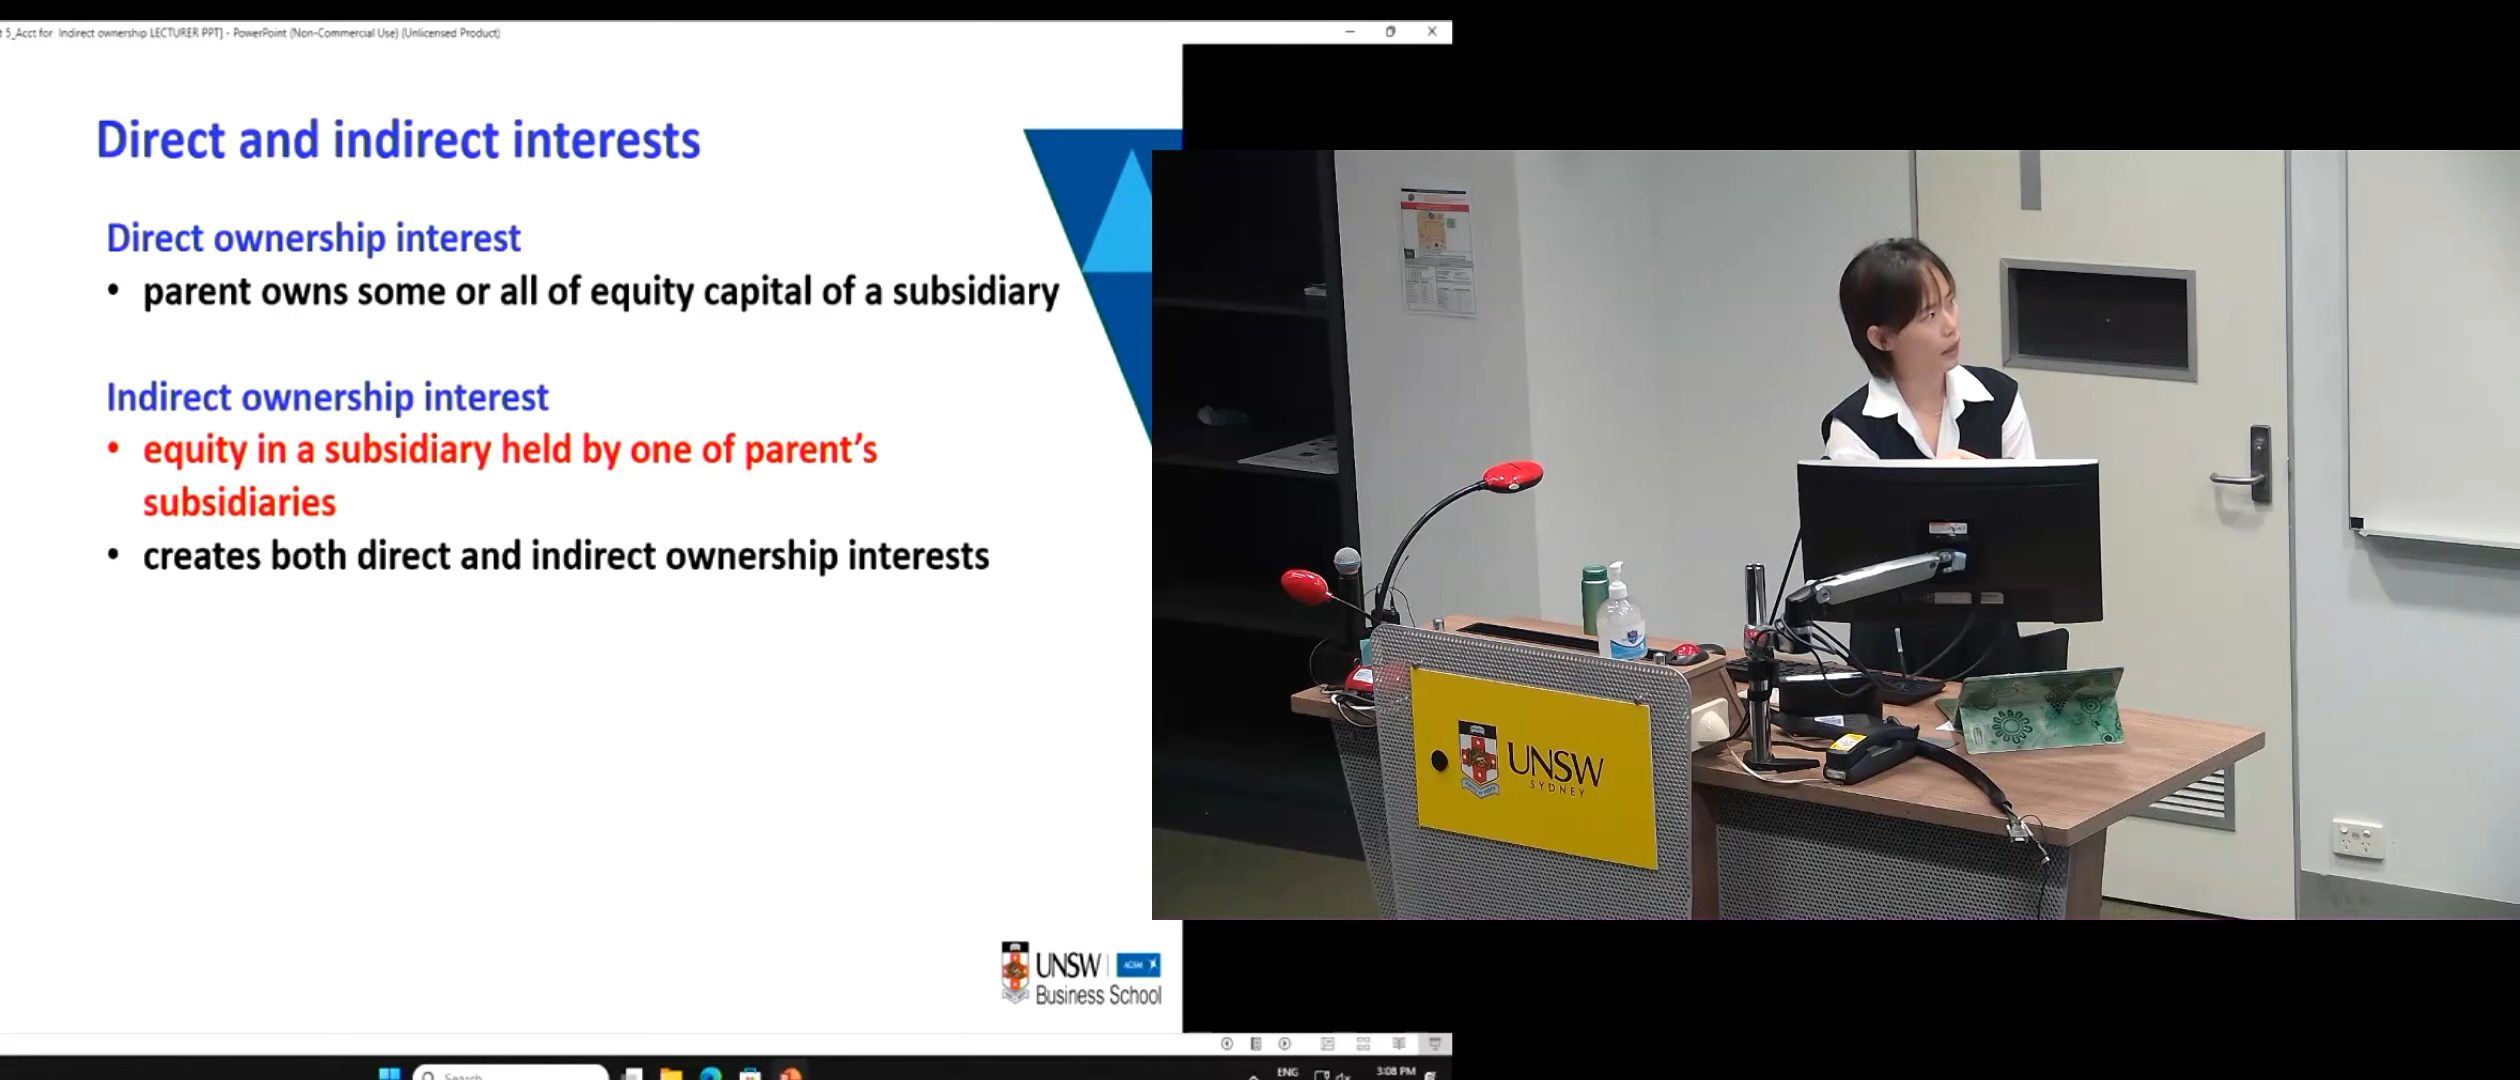 t 5_Acct for Indirect ownership LECTURER PPT] - PowerPoint (Non-Commercial Use) (Unlicensed Product)
Direct and indirect interests
Direct ownership interest
• parent owns some or all of equity capital of a subsidiary
Indirect ownership interest
• equity in a subsidiary held by one of parent's
subsidiaries
• creates both direct and indirect ownership interests
UNSW
AGSM
Business School
Search
ENG
3:08 PM
UNSW
SYDNEY